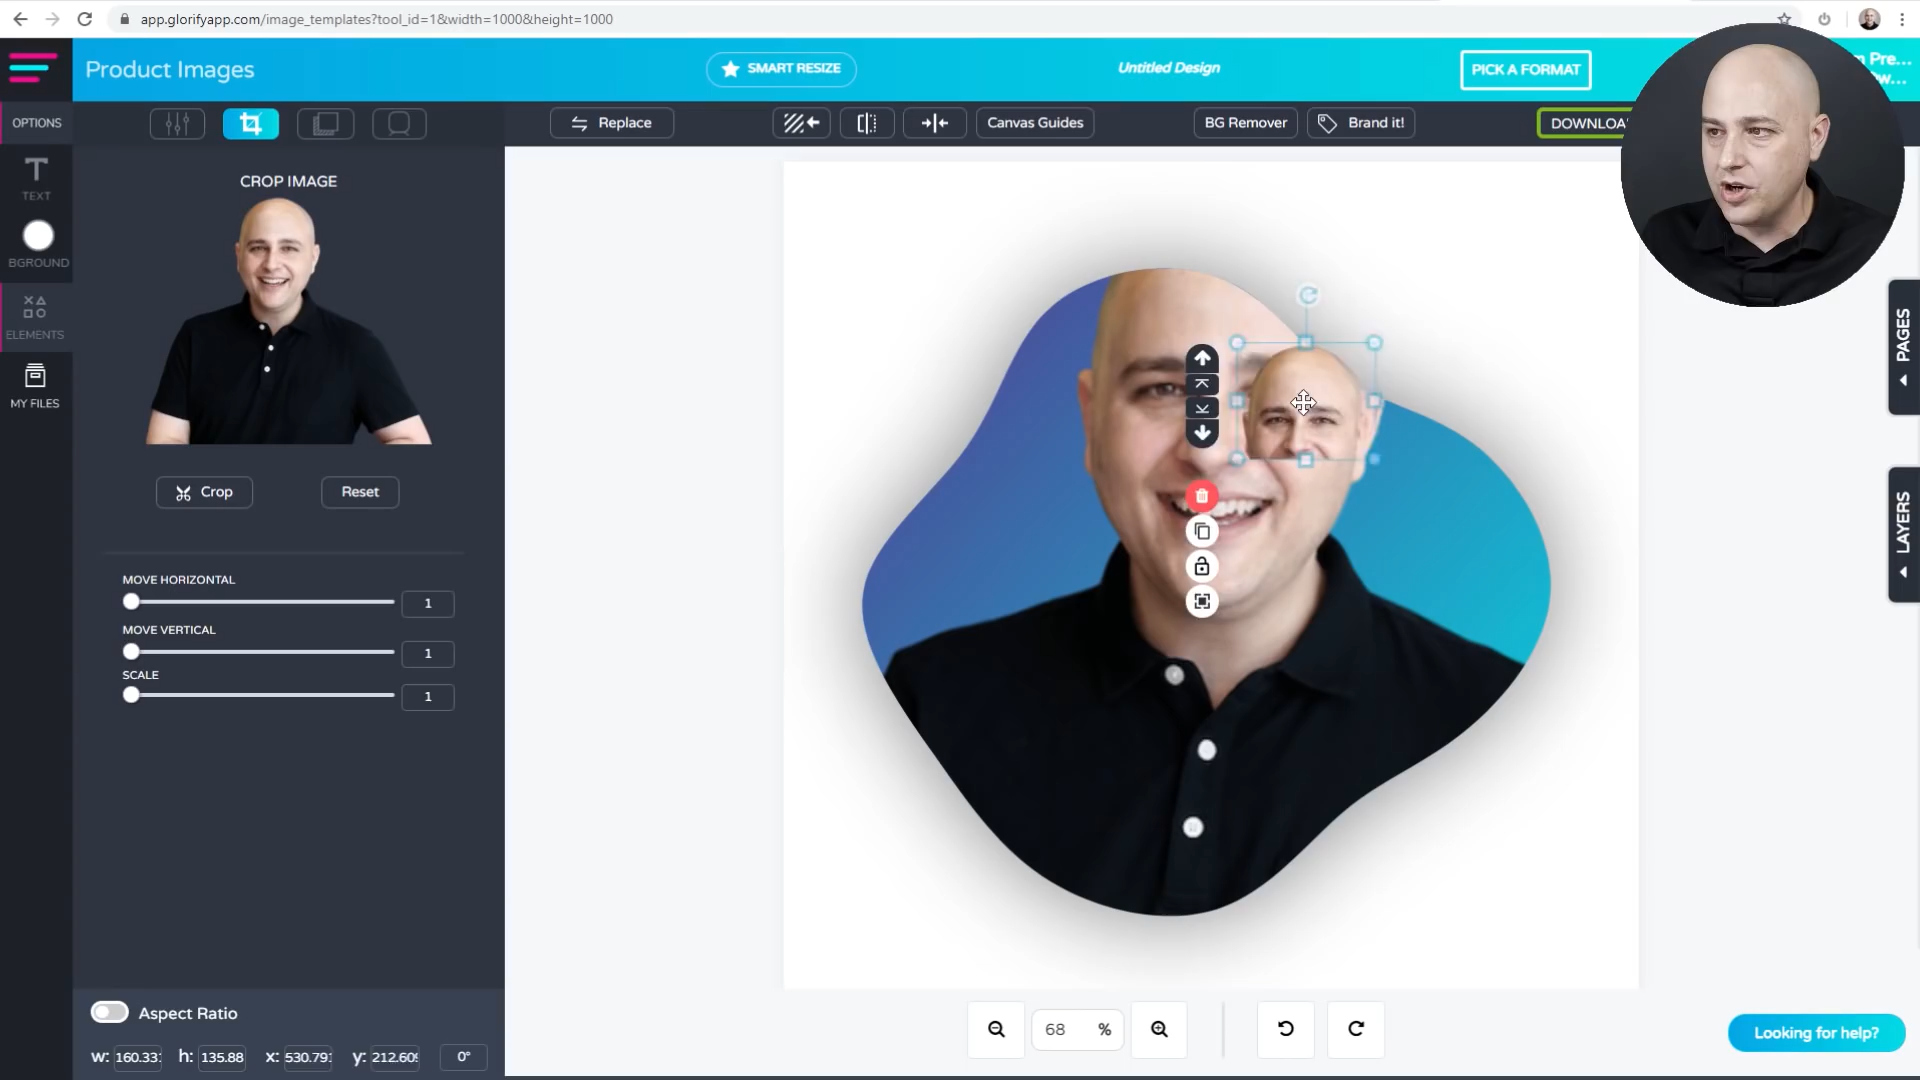 app.glorifyapp.com/image_templates?tool_id=1&width=1000&height=1000
Product Images
SMART RESIZE
Untitled Design
PICK A FORMAT
Pre...
OPTIONS
Replace
Canvas Guides
BG Remover
Brand it!
DOWNLOA
TEXT
BGROUND
ELEMENTS
MY FILES
CROP IMAGE
Crop
Reset
MOVE HORIZONTAL
1
MOVE VERTICAL
1
SCALE
1
PAGES
LAYERS
Aspect Ratio
w: 160.33
h: 135.88
x: 530.791
y: 212.60
0°
68 %
Looking for help?